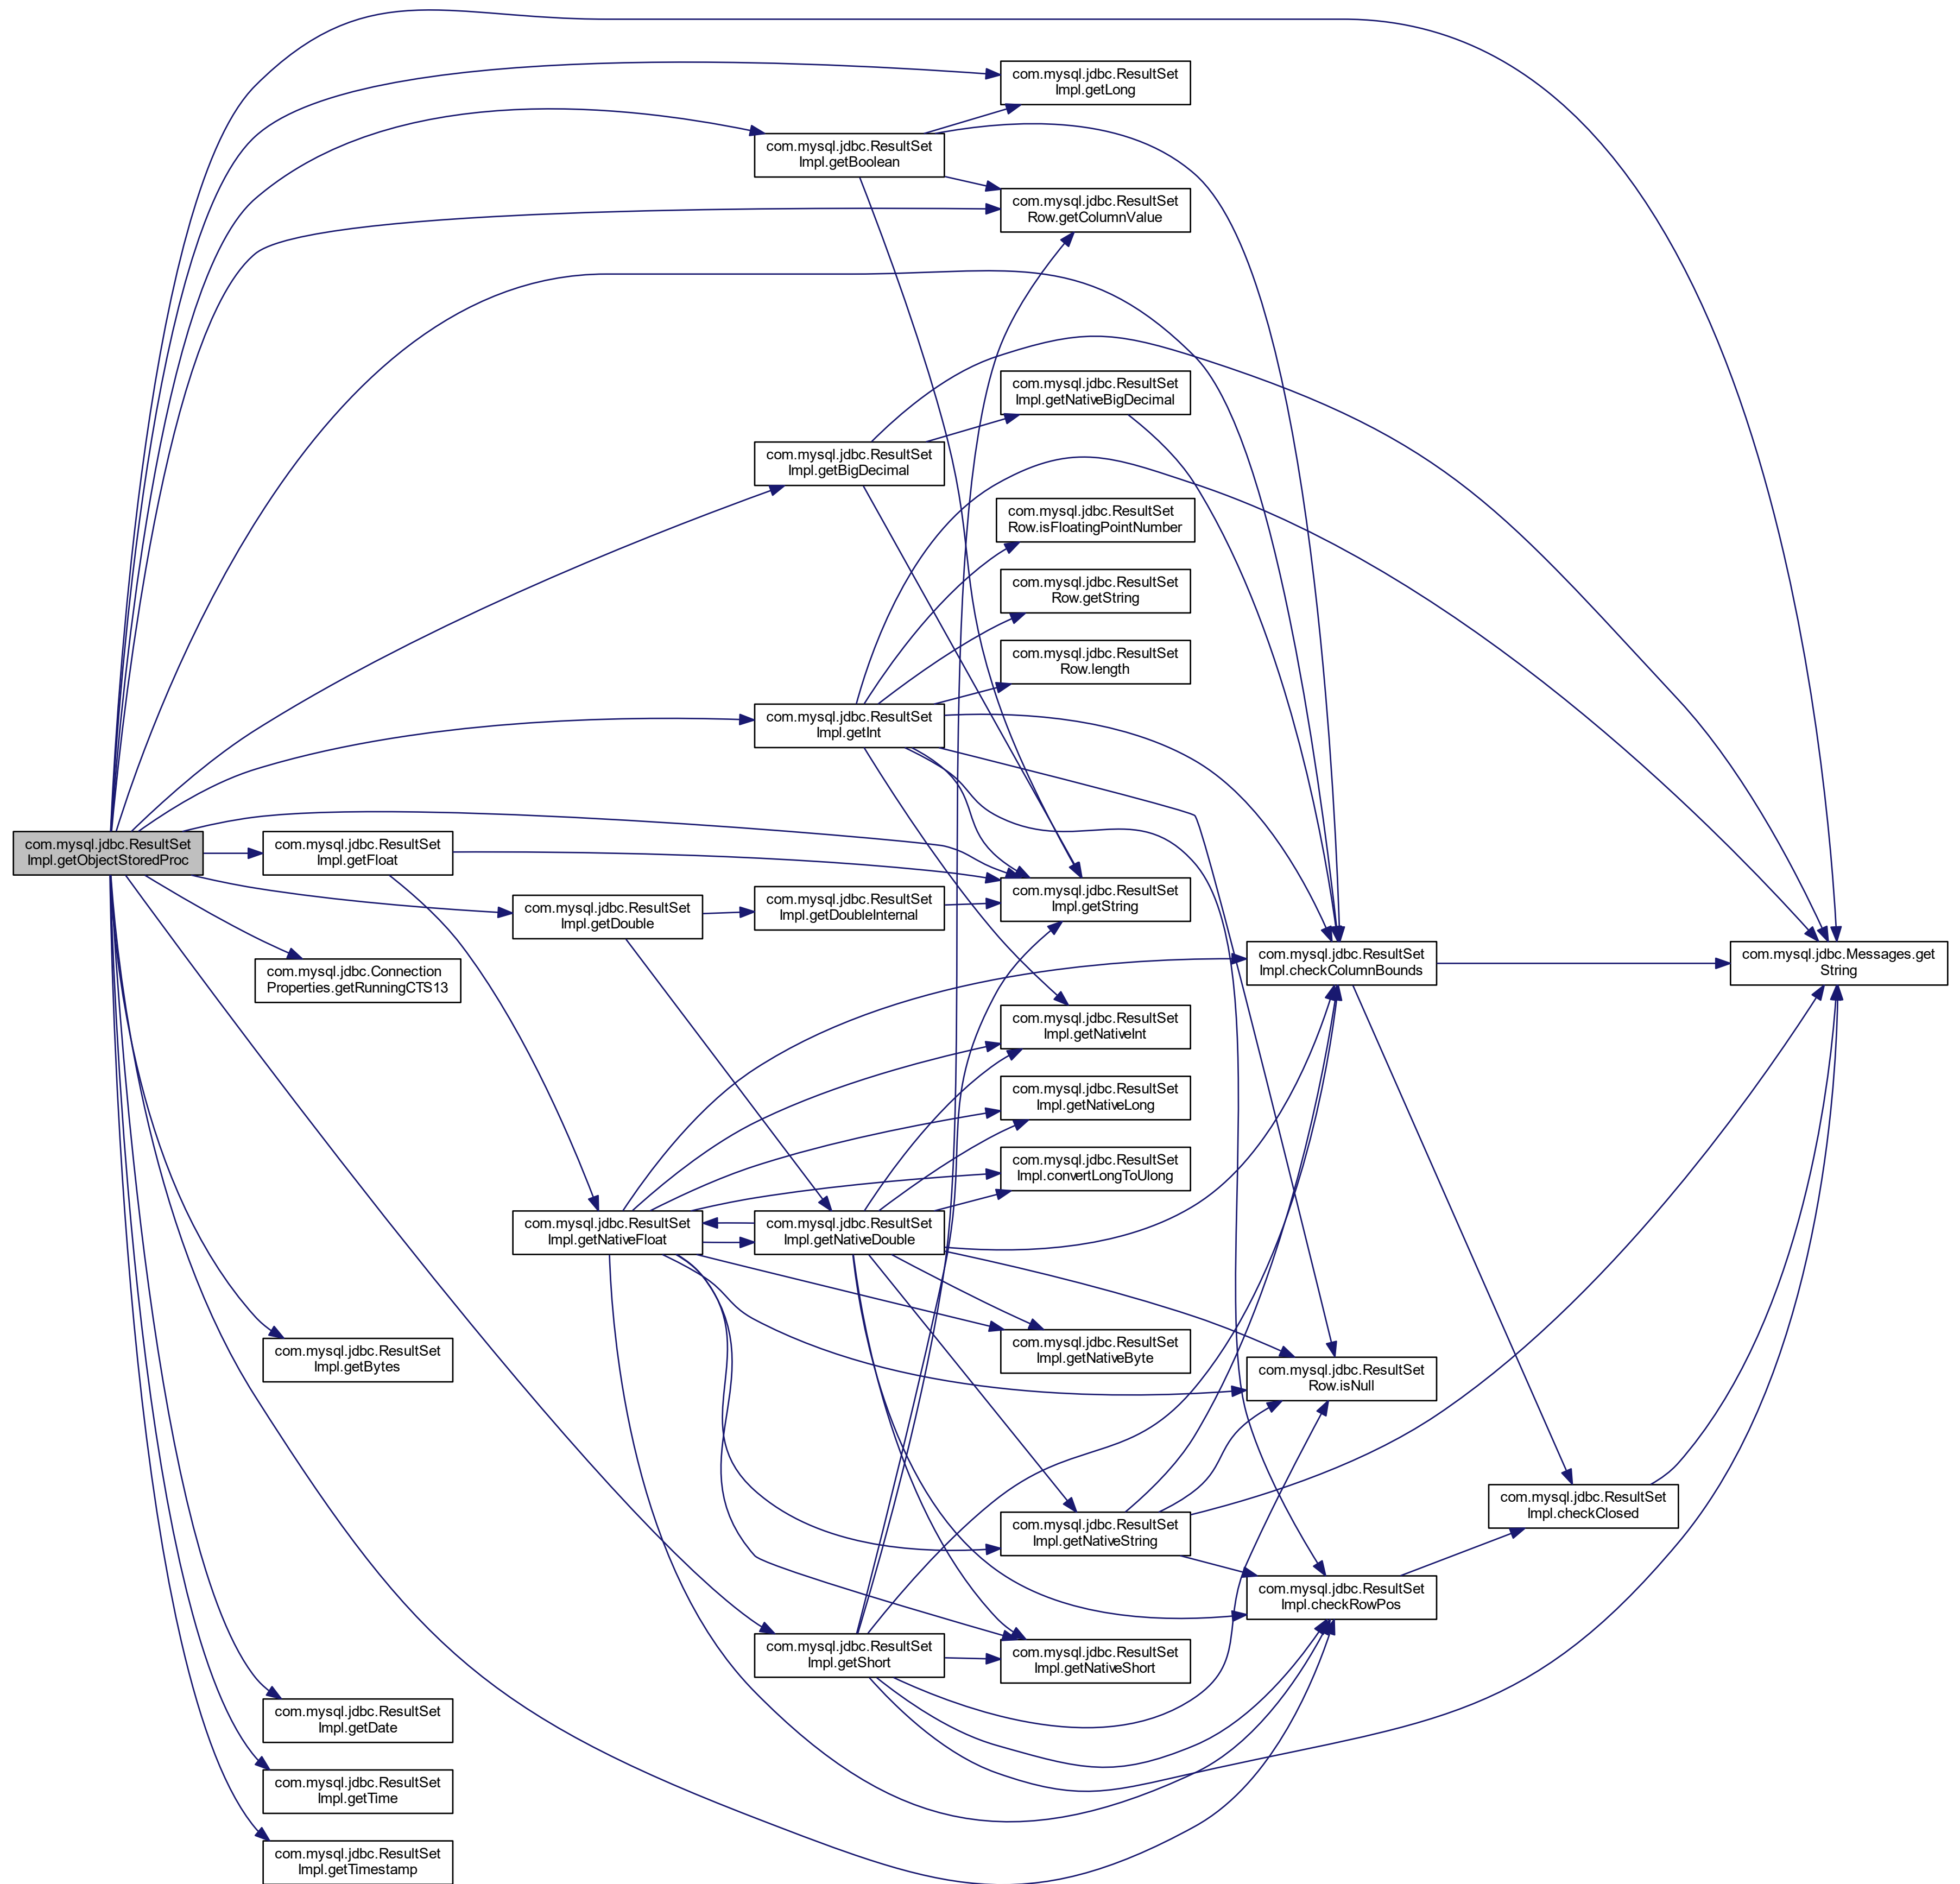 com.mysql.jdbc.ResultSet
Impl.getLong
com.mysql.jdbc.ResultSet
Impl.getBoolean
com.mysql.jdbc.ResultSet
Row.getColumnValue
com.mysql.jdbc.ResultSet
Impl.getNativeBigDecimal
com.mysql.jdbc.ResultSet
Impl.getBigDecimal
com.mysql.jdbc.ResultSet
Row.isFloatingPointNumber
com.mysql.jdbc.ResultSet
Row.getString
com.mysql.jdbc.ResultSet
Row.length
com.mysql.jdbc.ResultSet
Impl.getInt
com.mysql.jdbc.ResultSet
Impl.getObjectStoredProc
com.mysql.jdbc.ResultSet
Impl.getFloat
com.mysql.jdbc.ResultSet
Impl.getDouble
com.mysql.jdbc.ResultSet
Impl.getDoubleInternal
com.mysql.jdbc.ResultSet
Impl.getString
com.mysql.jdbc.Connection
Properties.getRunningCTS13
com.mysql.jdbc.ResultSet
Impl.checkColumnBounds
com.mysql.jdbc.Messages.get
String
com.mysql.jdbc.ResultSet
Impl.getNativeInt
com.mysql.jdbc.ResultSet
Impl.getNativeLong
com.mysql.jdbc.ResultSet
Impl.convertLongToUlong
com.mysql.jdbc.ResultSet
Impl.getNativeFloat
com.mysql.jdbc.ResultSet
Impl.getNativeDouble
com.mysql.jdbc.ResultSet
Impl.getBytes
com.mysql.jdbc.ResultSet
Impl.getNativeByte
com.mysql.jdbc.ResultSet
Row.isNull
com.mysql.jdbc.ResultSet
Impl.getNativeString
com.mysql.jdbc.ResultSet
Impl.checkClosed
com.mysql.jdbc.ResultSet
Impl.checkRowPos
com.mysql.jdbc.ResultSet
Impl.getShort
com.mysql.jdbc.ResultSet
Impl.getNativeShort
com.mysql.jdbc.ResultSet
Impl.getDate
com.mysql.jdbc.ResultSet
Impl.getTime
com.mysql.jdbc.ResultSet
Impl.getTimestamp